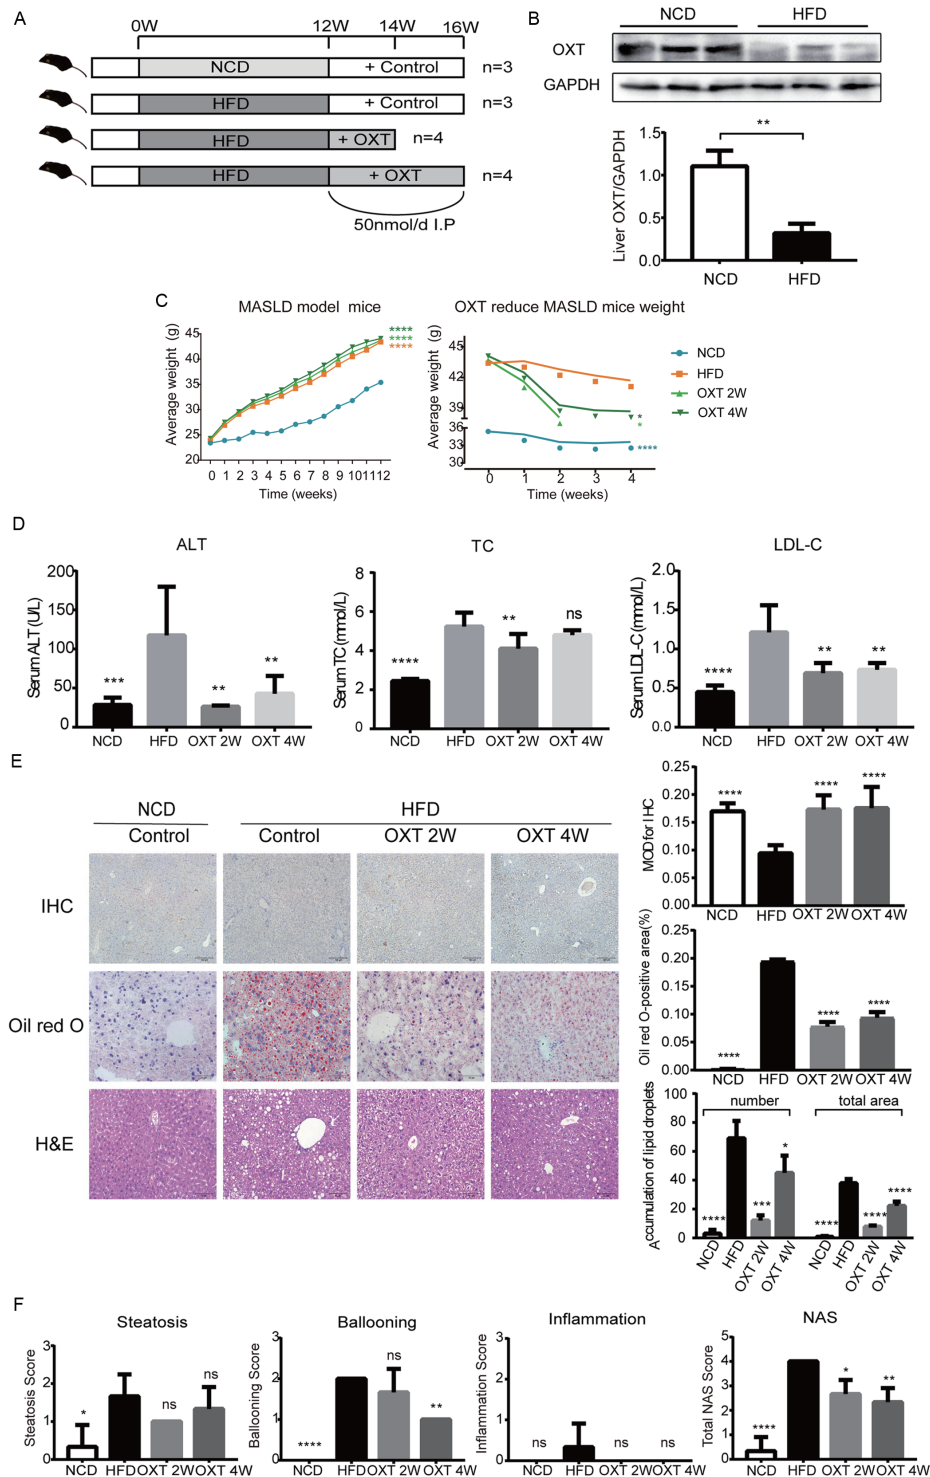 A
0W 12W 14W 16W
NCD + Control n=3
HFD + Control n=3
HFD + OXT n=4
HFD + OXT n=4
50nmol/d I.P
B
NCD HFD
OXT
GAPDH
**
Liver OXT/GAPDH
1.5
1.0
0.5
0.0
NCD HFD
C
MASLD model mice
Average weight (g)
45
40
35
30
25
20
****
****
****
0 1 2 3 4 5 6 7 8 9 10 11 12
Time (weeks)
OXT reduce MASLD mice weight
Average weight (g)
45
42
39
36
33
30
*
*
****
0 1 2 3 4
Time (weeks)
NCD
HFD
OXT 2W
OXT 4W
D
ALT
Serum ALT (U/L)
200
150
100
50
0
*** ** **
NCD HFD OXT 2W OXT 4W
TC
Serum TC (mmol/L)
8
6
4
2
0
**** ** ns
NCD HFD OXT 2W OXT 4W
LDL-C
Serum LDL-C (mmol/L)
2.0
1.5
1.0
0.5
0.0
**** ** **
NCD HFD OXT 2W OXT 4W
E
NCD HFD
Control Control OXT 2W OXT 4W
IHC
Oil red O
H&E
MOD for IHC
0.25
0.20
0.15
0.10
0.05
0.00
**** **** ****
NCD HFD OXT 2W OXT 4W
Oil red O-positive area(%)
0.25
0.20
0.15
0.10
0.05
0.00
**** **** ****
NCD HFD OXT 2W OXT 4W
Accumulation of lipid droplets
100
80
60
40
20
0
number total area
**** *** * **** **** ****
NCD HFD OXT 2W OXT 4W NCD HFD OXT 2W OXT 4W
F
Steatosis
Steatosis Score
3
2
1
0
* ns ns
NCD HFD OXT 2W OXT 4W
Ballooning
Ballooning Score
3
2
1
0
**** ns **
NCD HFD OXT 2W OXT 4W
Inflammation
Inflammation Score
3
2
1
0
ns ns ns
NCD HFD OXT 2W OXT 4W
NAS
Total NAS Score
5
4
3
2
1
0
**** * **
NCD HFD OXT 2W OXT 4W